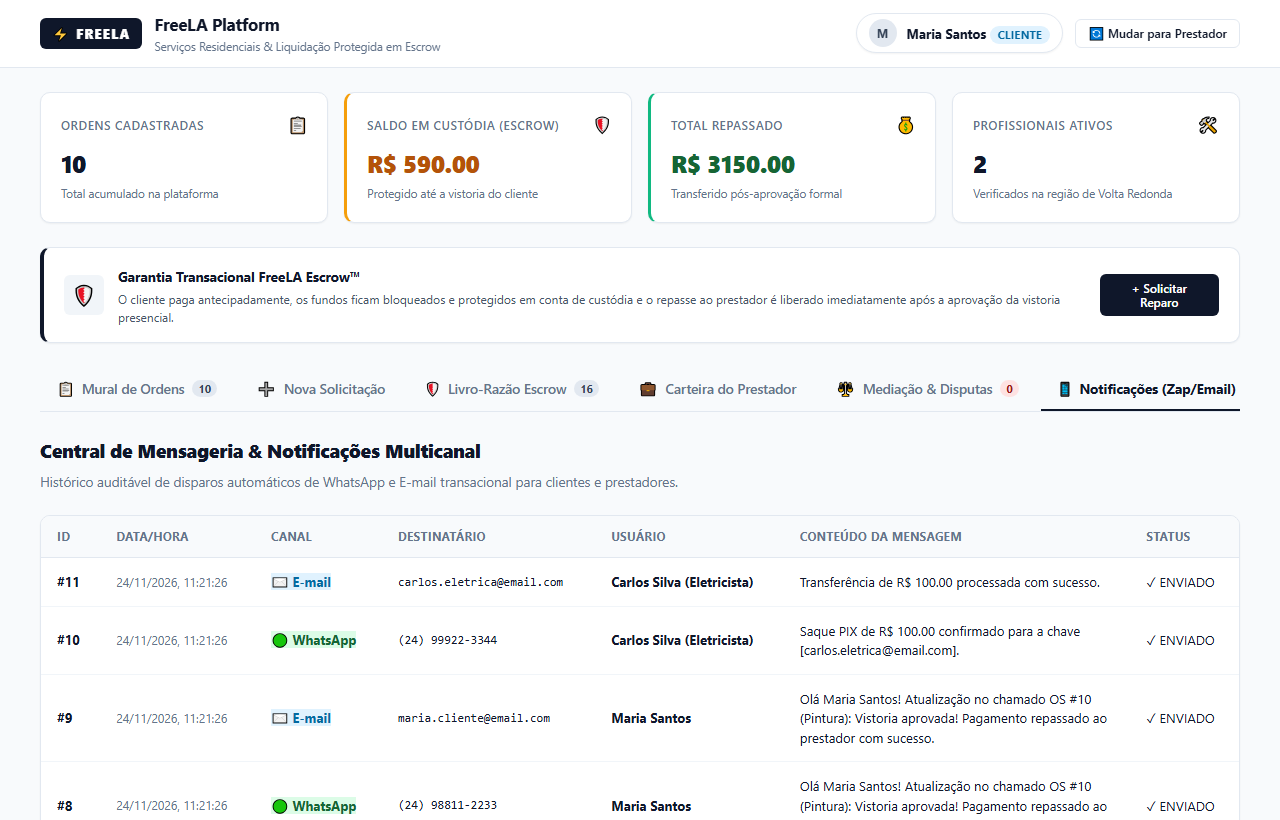 FREELA
FreeLA Platform
Serviços Residenciais & Liquidação Protegida em Escrow
M
Maria Santos
CLIENTE
Mudar para Prestador
ORDENS CADASTRADAS
10
Total acumulado na plataforma
SALDO EM CUSTÓDIA (ESCROW)
R$ 590.00
Protegido até a vistoria do cliente
TOTAL REPASSADO
R$ 3150.00
Transferido pós-aprovação formal
PROFISSIONAIS ATIVOS
2
Verificados na região de Volta Redonda
Garantia Transacional FreeLA Escrow™
O cliente paga antecipadamente, os fundos ficam bloqueados e protegidos em conta de custódia e o repasse ao prestador é liberado imediatamente após a aprovação da vistoria
presencial.
+ Solicitar
Reparo
Mural de Ordens 10
Nova Solicitação
Livro-Razão Escrow 16
Carteira do Prestador
Mediação & Disputas 0
Notificações (Zap/Email)
Central de Mensageria & Notificações Multicanal
Histórico auditável de disparos automáticos de WhatsApp e E-mail transacional para clientes e prestadores.
ID DATA/HORA CANAL DESTINATÁRIO USUÁRIO CONTEÚDO DA MENSAGEM STATUS
#11 24/11/2026, 11:21:26 E-mail carlos.eletrica@email.com Carlos Silva (Eletricista) Transferência de R$ 100.00 processada com sucesso. ✓ ENVIADO
#10 24/11/2026, 11:21:26 WhatsApp (24) 99922-3344 Carlos Silva (Eletricista) Saque PIX de R$ 100.00 confirmado para a chave
[carlos.eletrica@email.com]. ✓ ENVIADO
#9 24/11/2026, 11:21:26 E-mail maria.cliente@email.com Maria Santos Olá Maria Santos! Atualização no chamado OS #10
(Pintura): Vistoria aprovada! Pagamento repassado ao
prestador com sucesso. ✓ ENVIADO
#8 24/11/2026, 11:21:26 WhatsApp (24) 98811-2233 Maria Santos Olá Maria Santos! Atualização no chamado OS #10
(Pintura): Vistoria aprovada! Pagamento repassado ao ✓ ENVIADO